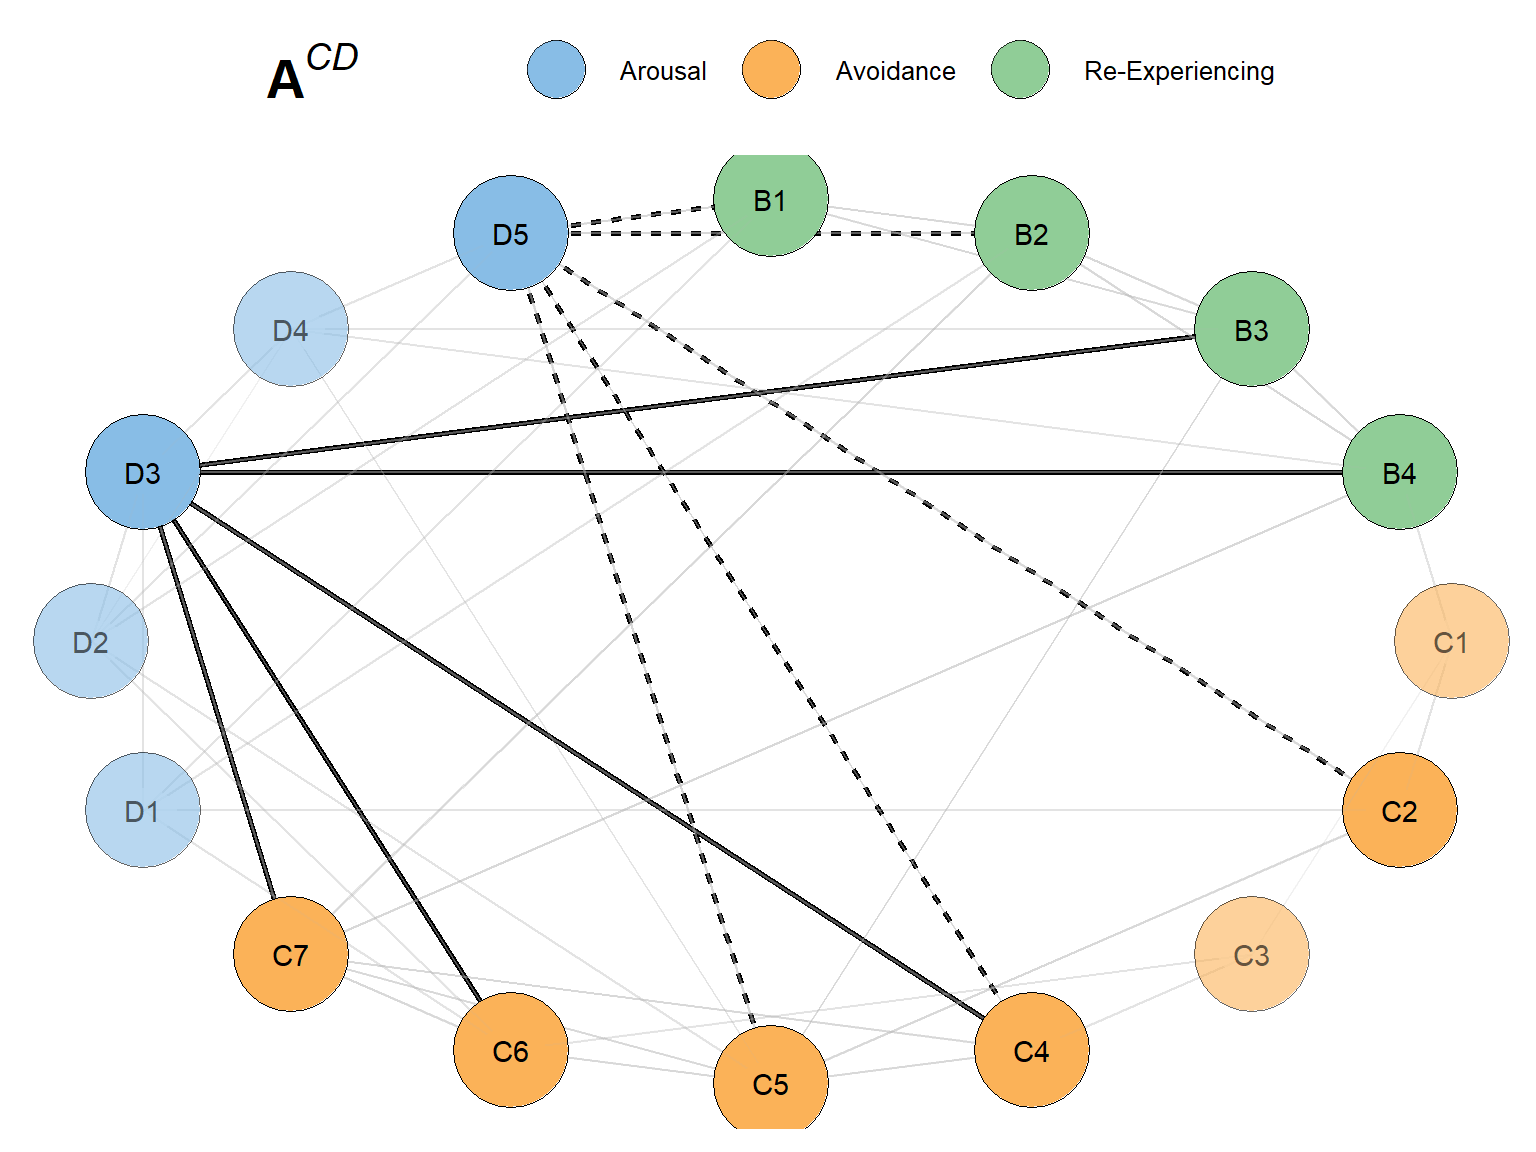 A^CD
Arousal
Avoidance
Re-Experiencing
B1
D5
B2
D4
B3
D3
B4
D2
C1
D1
C2
C7
C3
C6
C4
C5